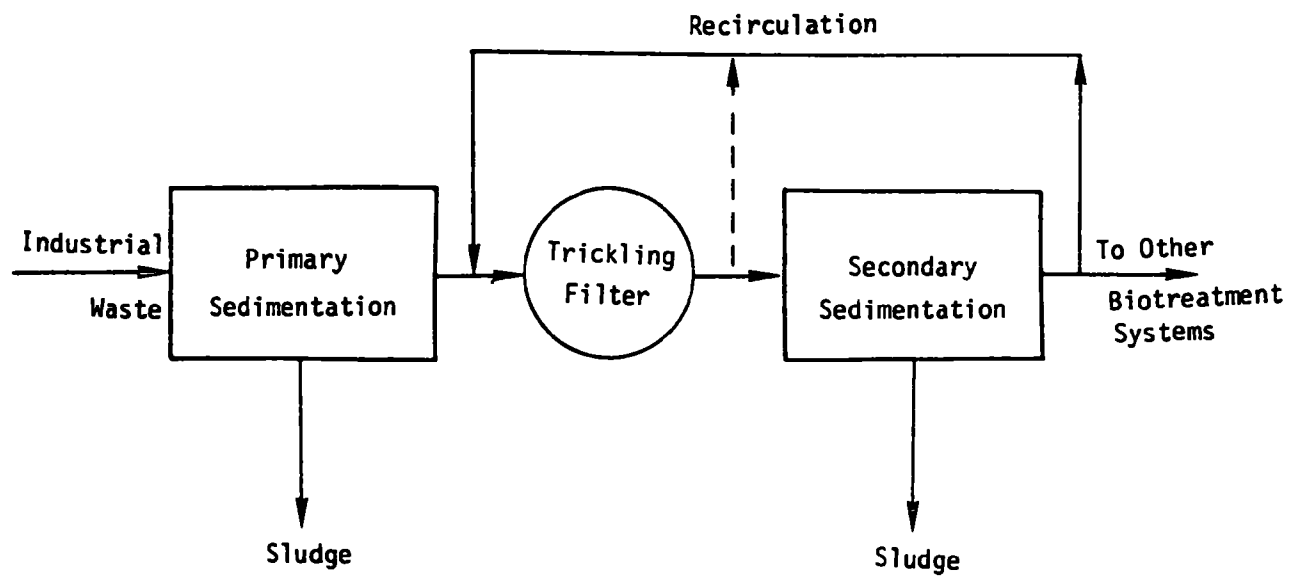 Recirculation
Industrial
Waste
Primary
Sedimentation
Trickling
Filter
Secondary
Sedimentation
To Other
Biotreatment
Systems
Sludge
Sludge